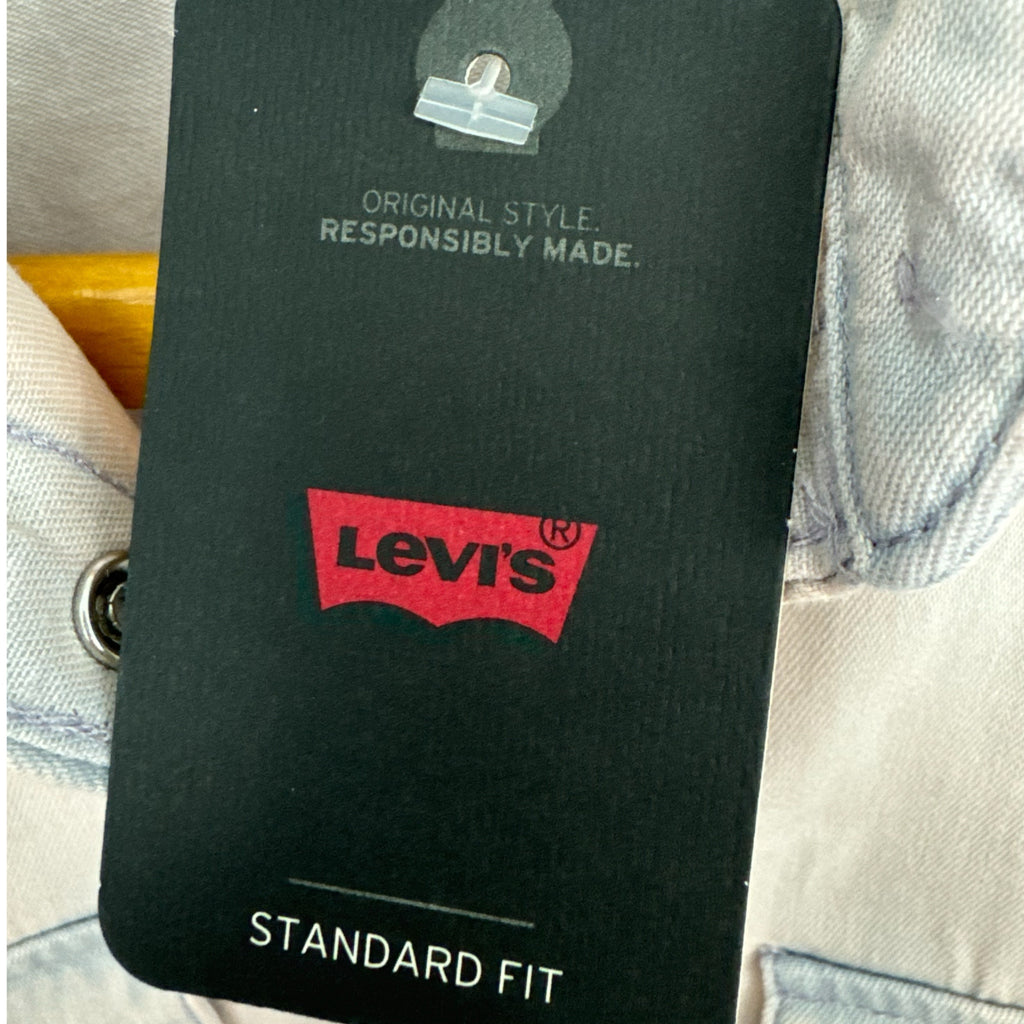 ORIGINAL STYLE.
RESPONSIBLY MADE.
LEVI'S®
STANDARD FIT